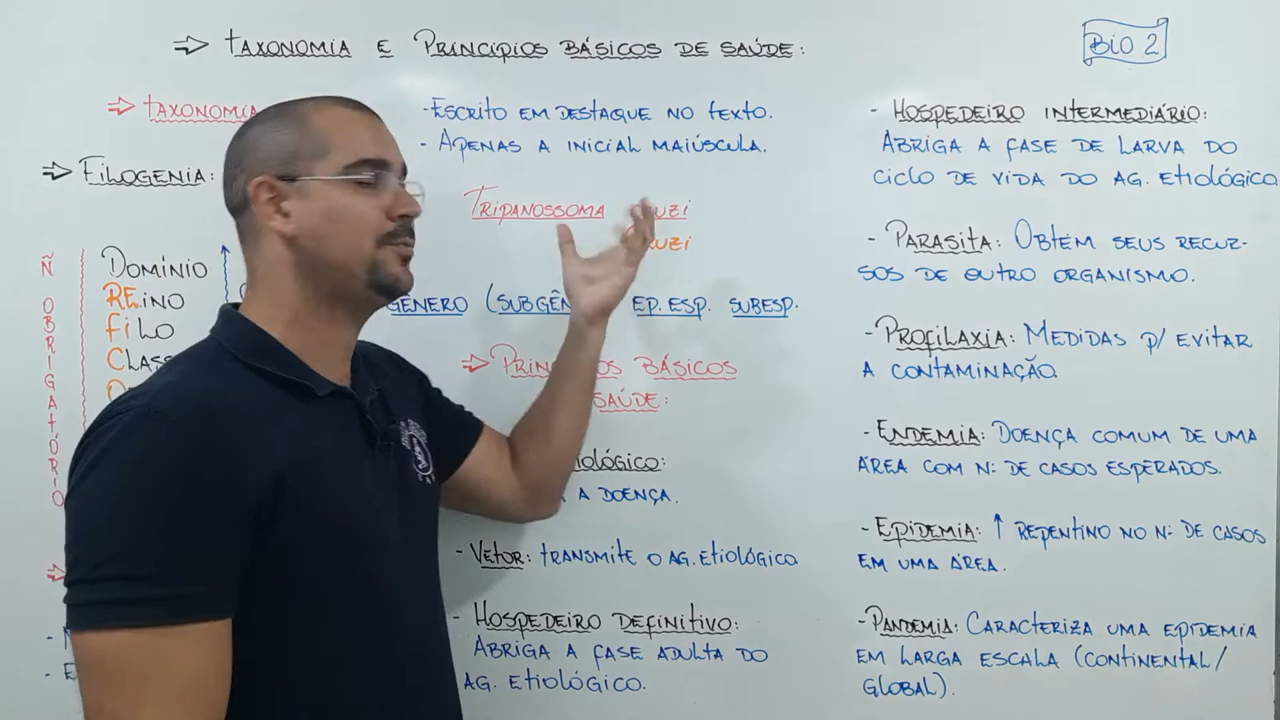 ⇒ TAXONOMIA E PRINCÍPIOS BÁSICOS DE SAÚDE:
BIO 2
⇒ TAXONOMIA
⇒ FILOGENIA:
Ñ OBRIGATÓRIO
DOMÍNIO
REINO
FILO
CLASS
- ESCRITO EM DESTAQUE NO TEXTO.
- APENAS A INICIAL MAIÚSCULA.
TRIPANOSSOMA CRUZI
CRUZI
GÊNERO (SUBGÊN EP. ESP. SUBESP.
⇒ PRINCÍPIOS BÁSICOS
SAÚDE:
IOLÓGICO:
A DOENÇA.
- VETOR: TRANSMITE O AG. ETIOLÓGICO
- HOSPEDEIRO DEFINITIVO:
ABRIGA A FASE ADULTA DO
AG. ETIOLÓGICO.
- HOSPEDEIRO INTERMEDIÁRIO:
ABRIGA A FASE DE LARVA DO
CICLO DE VIDA DO AG. ETIOLÓGICO
- PARASITA: OBTÉM SEUS RECUR-
SOS DE OUTRO ORGANISMO.
- PROFILAXIA: MEDIDAS P/ EVITAR
A CONTAMINAÇÃO
- ENDEMIA: DOENÇA COMUM DE UMA
ÁREA COM Nº DE CASOS ESPERADOS.
- EPIDEMIA: ↑ REPENTINO NO Nº DE CASOS
EM UMA ÁREA.
- PANDEMIA: CARACTERIZA UMA EPIDEMIA
EM LARGA ESCALA (CONTINENTAL/
GLOBAL).